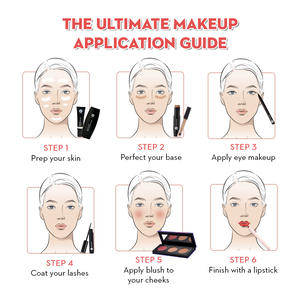 THE ULTIMATE MAKEUP
APPLICATION GUIDE
STEP 1
Prep your skin
STEP 2
Perfect your base
STEP 3
Apply eye makeup
STEP 4
Coat your lashes
STEP 5
Apply blush to
your cheeks
STEP 6
Finish with a lipstick